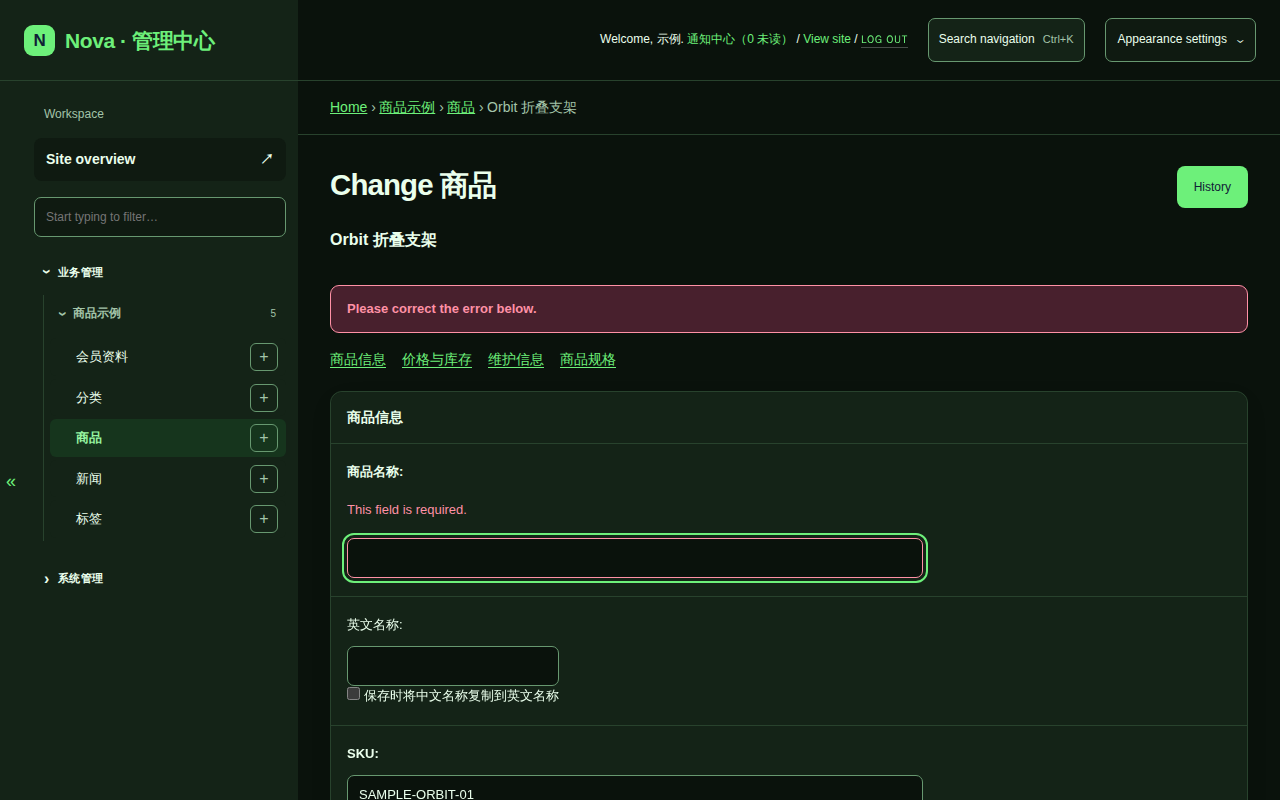 N Nova · 管理中心
Welcome, 示例. 通知中心（0 未读） / View site / LOG OUT
Search navigation Ctrl+K
Appearance settings
Workspace
Site overview ↗
Start typing to filter…
业务管理
商品示例 5
会员资料 +
分类 +
商品 +
新闻 +
标签 +
系统管理
«
Home › 商品示例 › 商品 › Orbit 折叠支架
Change 商品
History
Orbit 折叠支架
Please correct the error below.
商品信息 价格与库存 维护信息 商品规格
商品信息
商品名称:
This field is required.
英文名称:
保存时将中文名称复制到英文名称
SKU:
SAMPLE-ORBIT-01